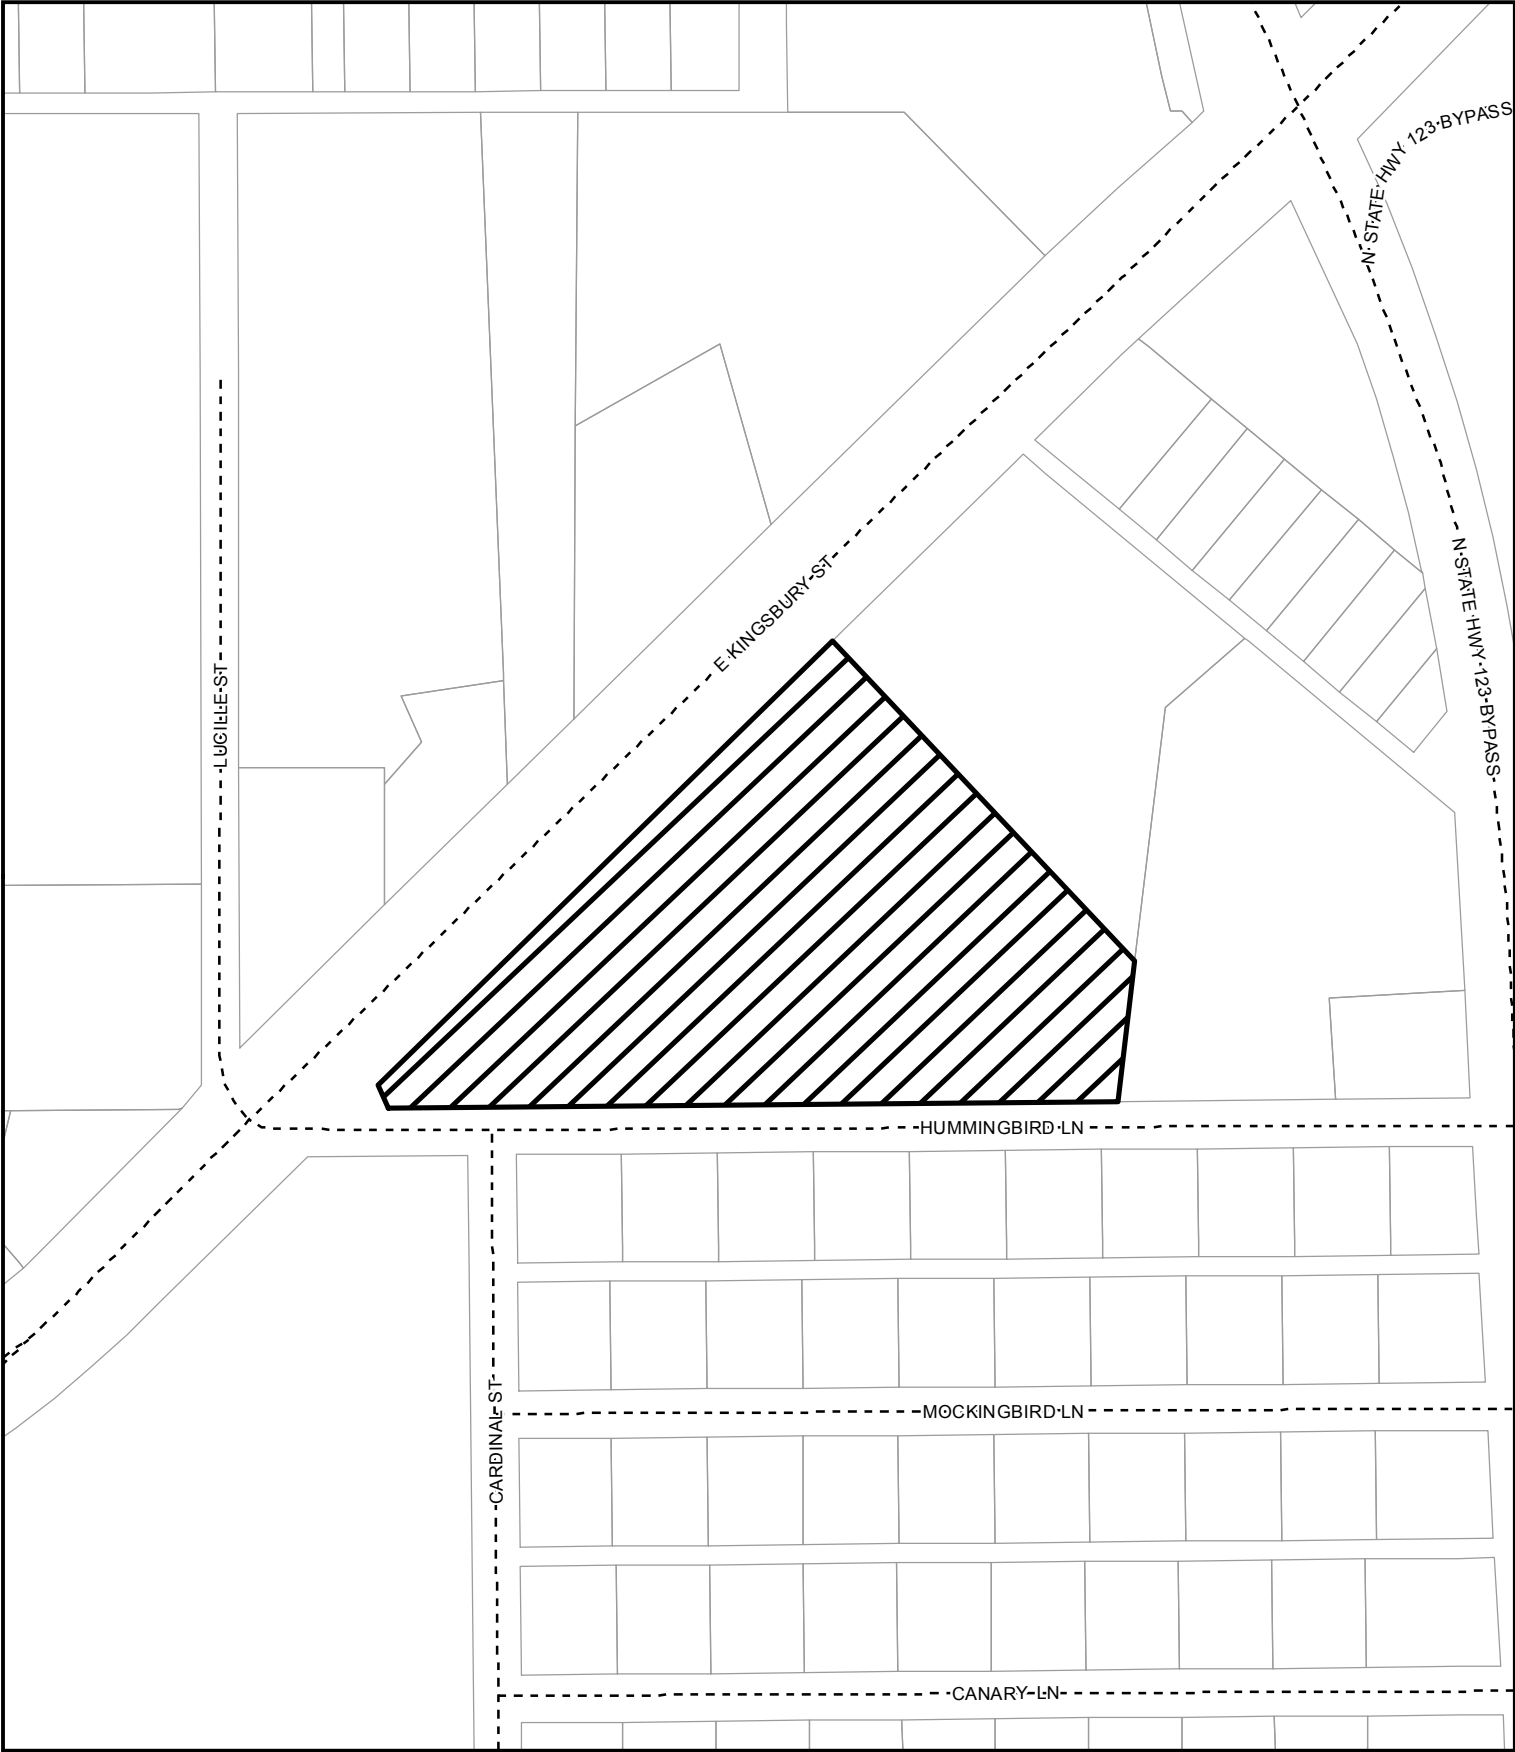 N STATE HWY 123 BYPASS
E KINGSBURY ST
N STATE HWY 123 BYPASS
LUCILLE ST
HUMMINGBIRD LN
CARDINAL ST
MOCKINGBIRD LN
CANARY LN